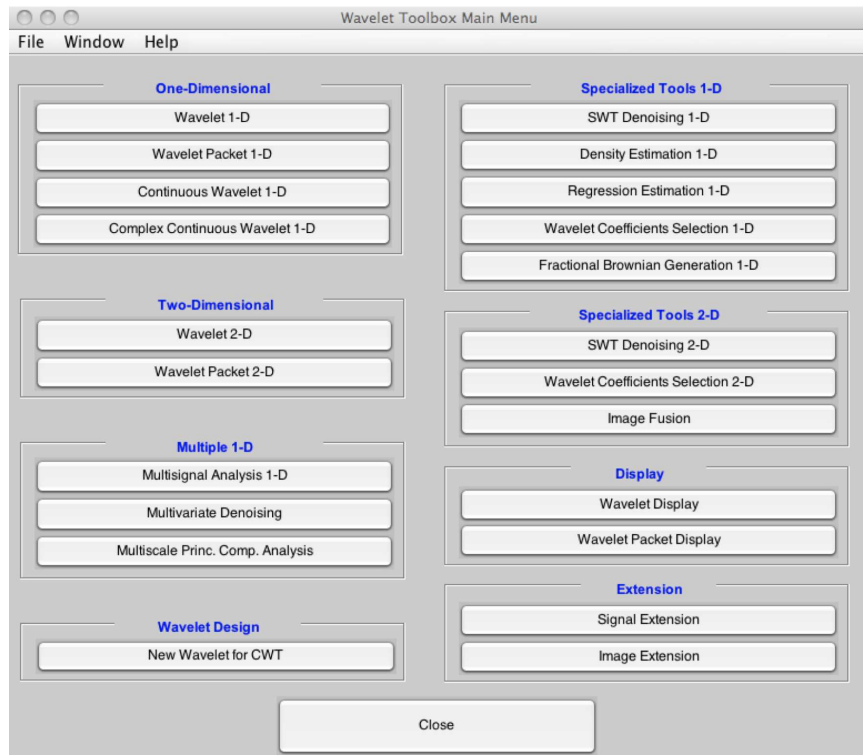 Wavelet Toolbox Main Menu
File Window Help
One-Dimensional
Wavelet 1-D
Wavelet Packet 1-D
Continuous Wavelet 1-D
Complex Continuous Wavelet 1-D
Two-Dimensional
Wavelet 2-D
Wavelet Packet 2-D
Multiple 1-D
Multisignal Analysis 1-D
Multivariate Denoising
Multiscale Princ. Comp. Analysis
Wavelet Design
New Wavelet for CWT
Specialized Tools 1-D
SWT Denoising 1-D
Density Estimation 1-D
Regression Estimation 1-D
Wavelet Coefficients Selection 1-D
Fractional Brownian Generation 1-D
Specialized Tools 2-D
SWT Denoising 2-D
Wavelet Coefficients Selection 2-D
Image Fusion
Display
Wavelet Display
Wavelet Packet Display
Extension
Signal Extension
Image Extension
Close